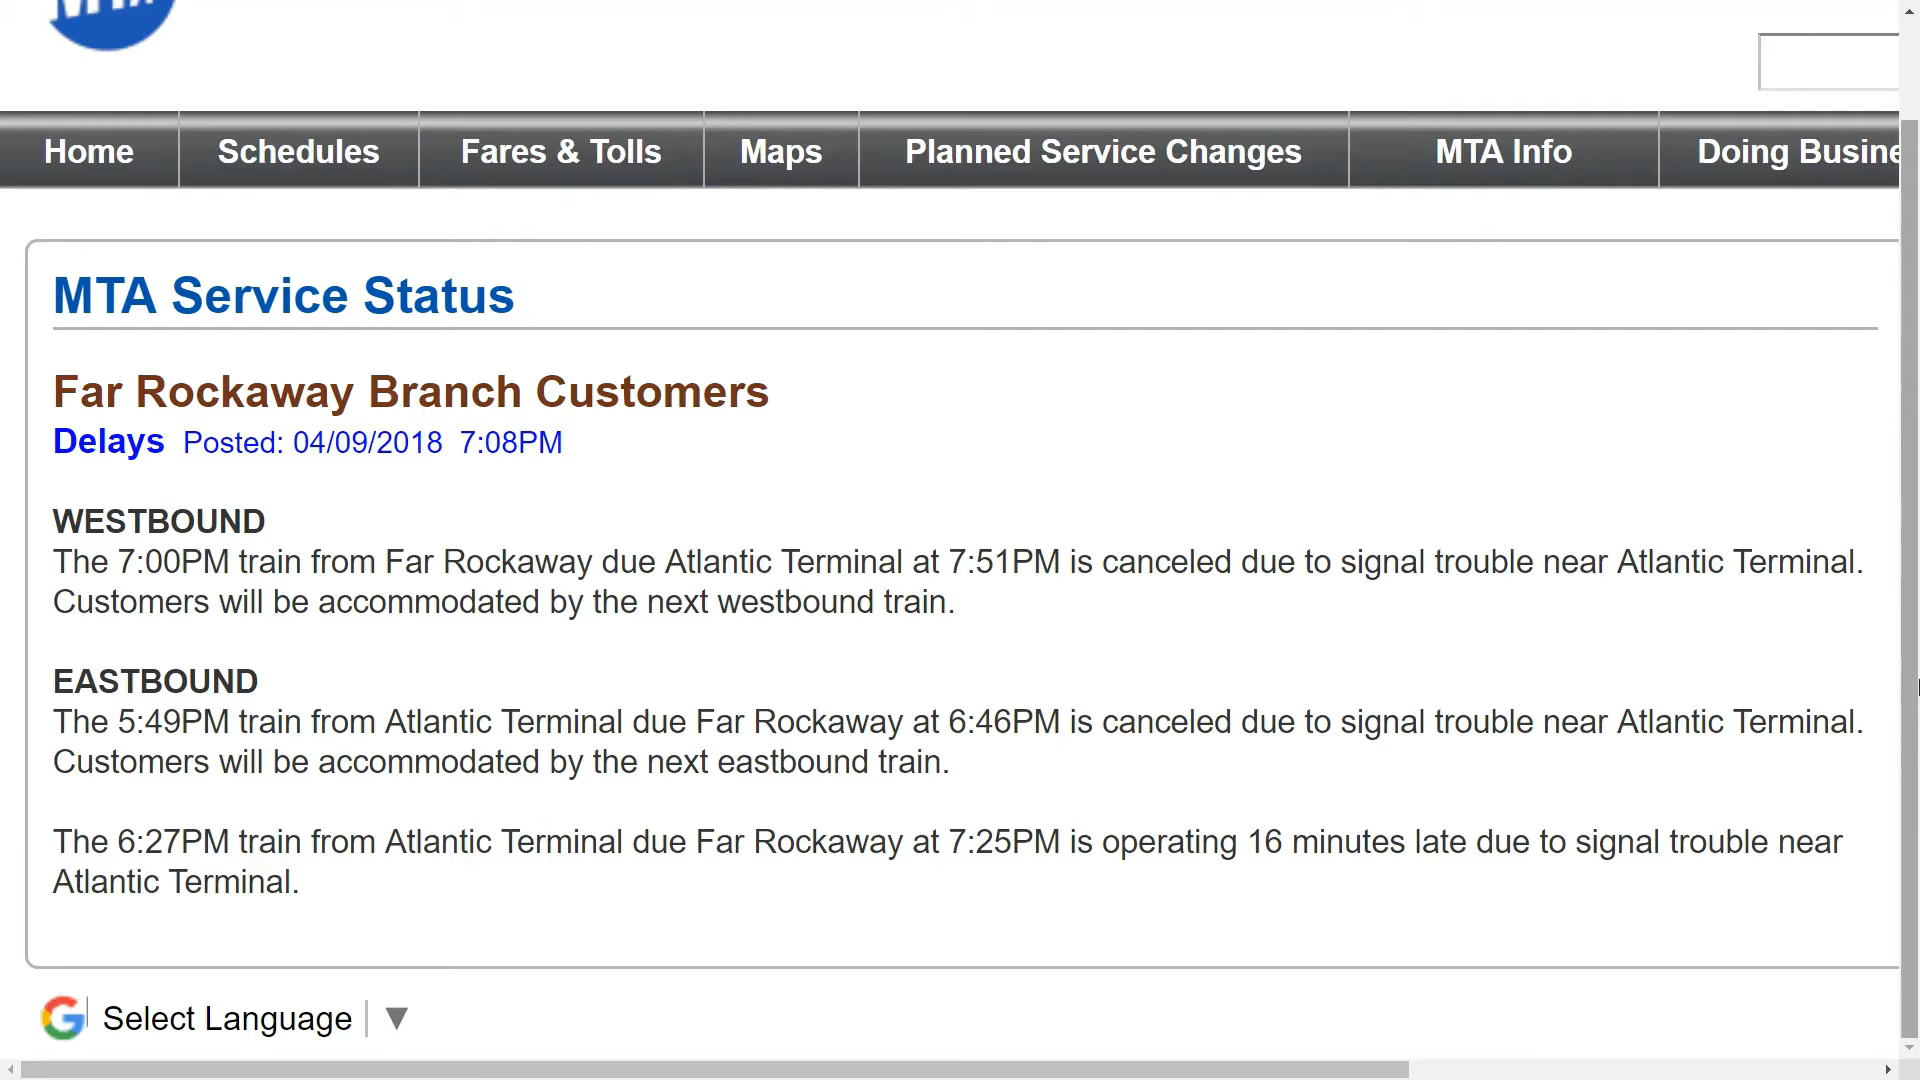 Home Schedules Fares & Tolls Maps Planned Service Changes MTA Info Doing
MTA Service Status
Far Rockaway Branch Customers
Delays Posted: 04/09/2018 7:08PM
WESTBOUND
The 7:00PM train from Far Rockaway due Atlantic Terminal at 7:51PM is canceled due to signal trouble near Atlantic Terminal.
Customers will be accommodated by the next westbound train.
EASTBOUND
The 5:49PM train from Atlantic Terminal due Far Rockaway at 6:46PM is canceled due to signal trouble near Atlantic Terminal.
Customers will be accommodated by the next eastbound train.
The 6:27PM train from Atlantic Terminal due Far Rockaway at 7:25PM is operating 16 minutes late due to signal trouble near
Atlantic Terminal.
Select Language